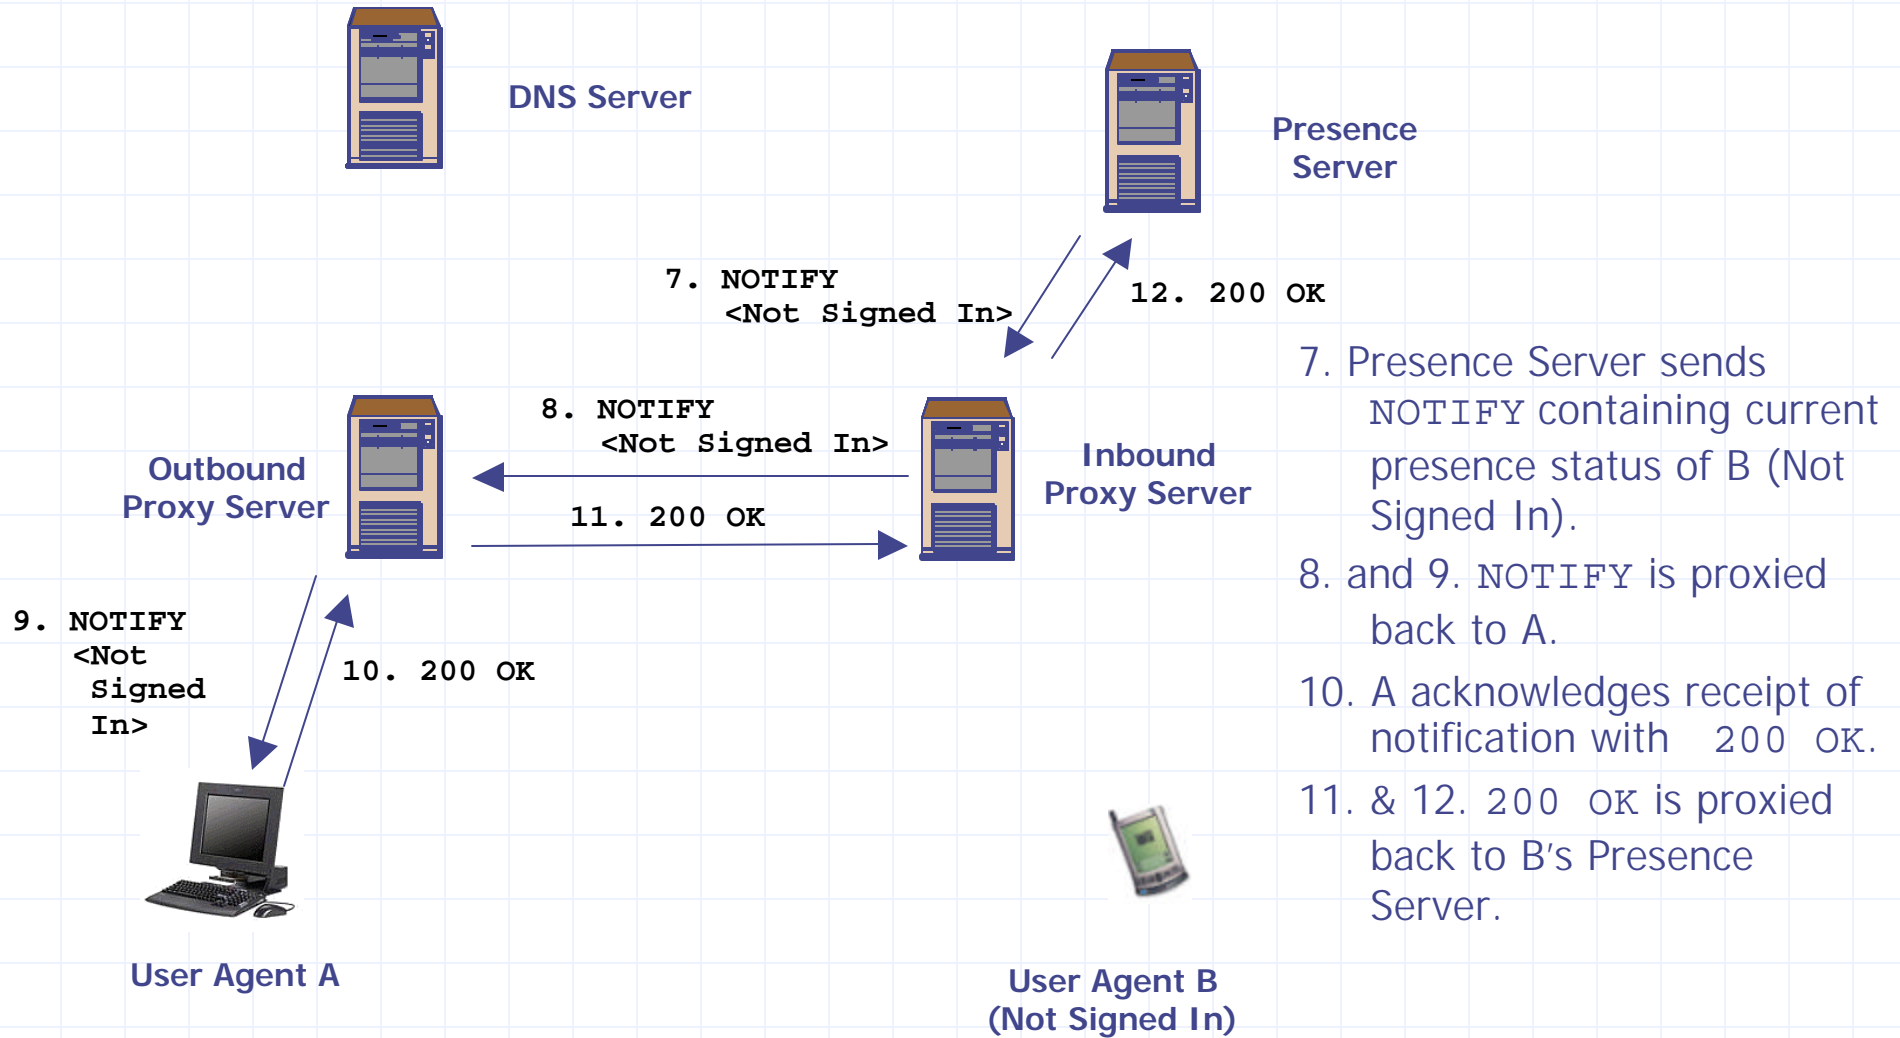 DNS Server
Presence
Server
7. NOTIFY
<Not Signed In>
12. 200 OK
8. NOTIFY
<Not Signed In>
Outbound
Proxy Server
Inbound
Proxy Server
11. 200 OK
9. NOTIFY
<Not
Signed
In>
10. 200 OK
User Agent A
User Agent B
(Not Signed In)
7. Presence Server sends
NOTIFY containing current
presence status of B (Not
Signed In).
8. and 9. NOTIFY is proxied
back to A.
10. A acknowledges receipt of
notification with 200 OK.
11. & 12. 200 OK is proxied
back to B's Presence
Server.